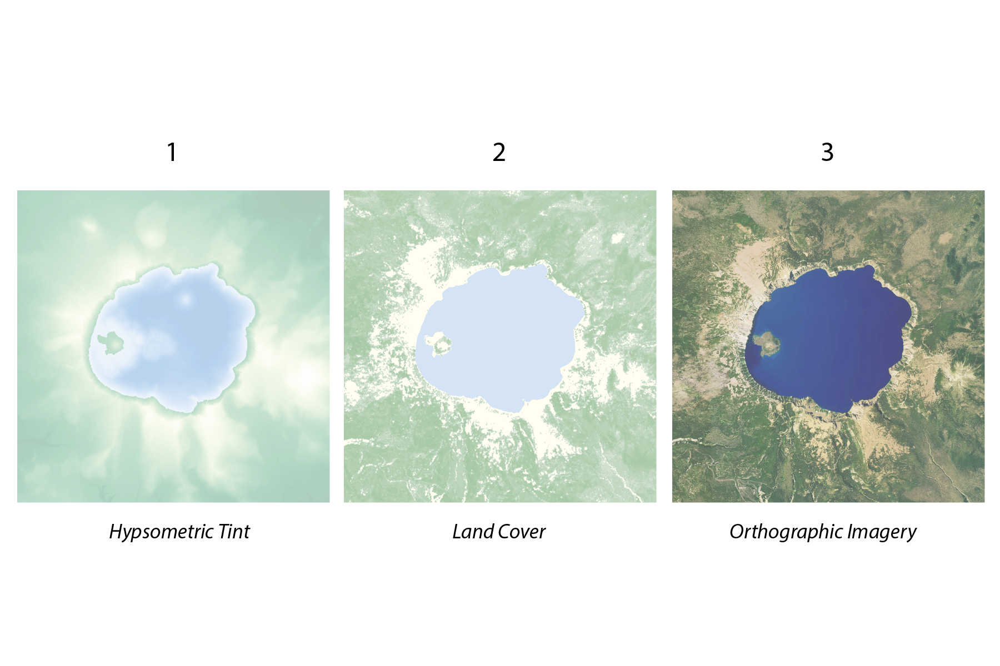 1
2
3
Hypsometric Tint
Land Cover
Orthographic Imagery